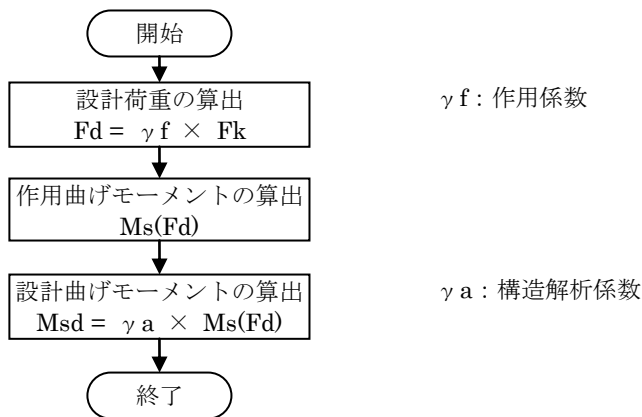 開始
設計荷重の算出
Fd = γf × Fk
γf:作用係数
作用曲げモーメントの算出
Ms(Fd)
設計曲げモーメントの算出
Msd = γa × Ms(Fd)
γa:構造解析係数
終了